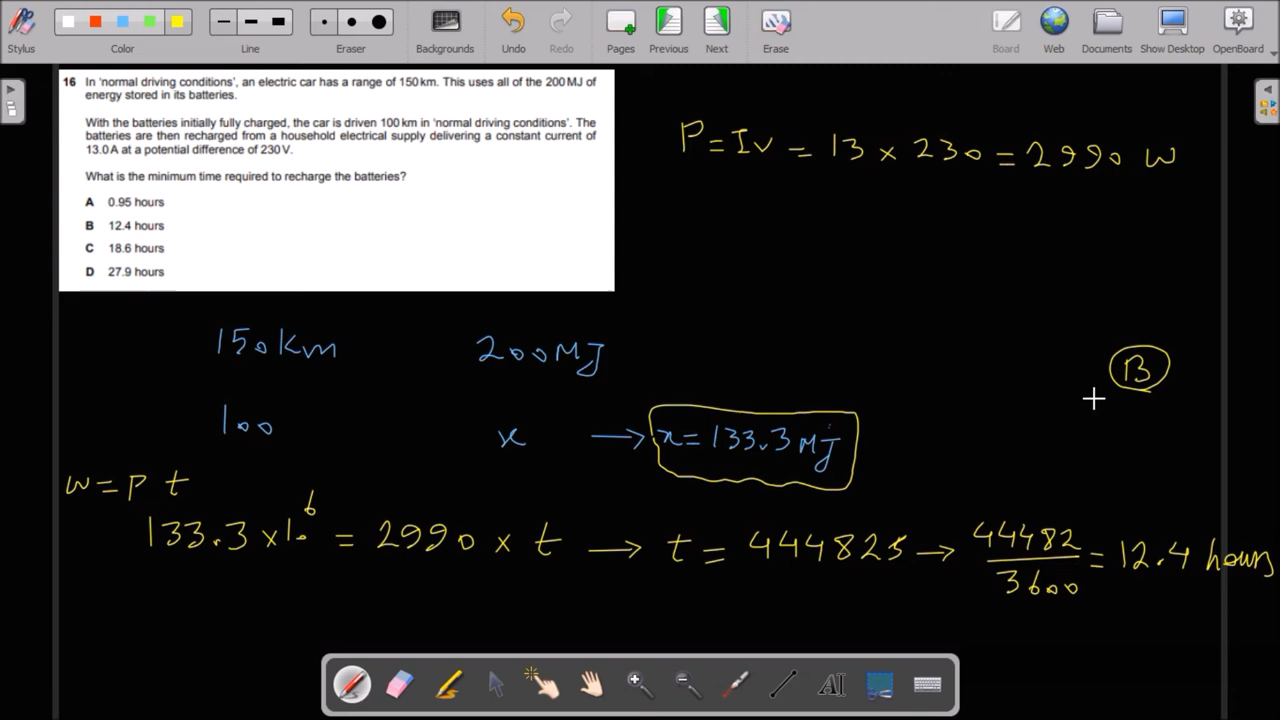 Stylus
Color
Line
Eraser
Backgrounds
Undo
Redo
Pages
Previous
Next
Erase
Board
Web
Documents
Show Desktop
OpenBoard
16 In 'normal driving conditions', an electric car has a range of 150 km. This uses all of the 200 MJ of
energy stored in its batteries.
With the batteries initially fully charged, the car is driven 100 km in 'normal driving conditions'. The
batteries are then recharged from a household electrical supply delivering a constant current of
13.0 A at a potential difference of 230 V.
What is the minimum time required to recharge the batteries?
A 0.95 hours
B 12.4 hours
C 18.6 hours
D 27.9 hours
P = IV = 13 × 230 = 2990 W
150 km 200 MJ
B
100 x → x = 133.3 MJ
W = P t
133.3 × 10⁶ = 2990 × t → t = 44482 s → 44482/3600 = 12.4 hours
AI